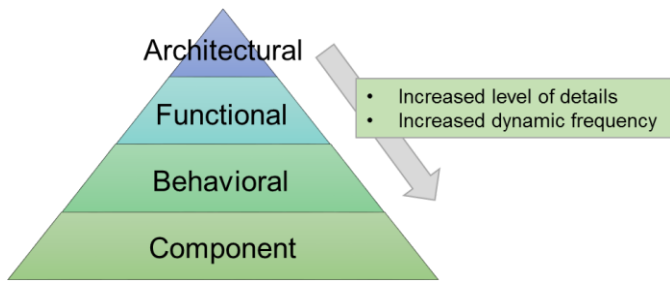 Architectural
Functional
Behavioral
Component
• Increased level of details
• Increased dynamic frequency